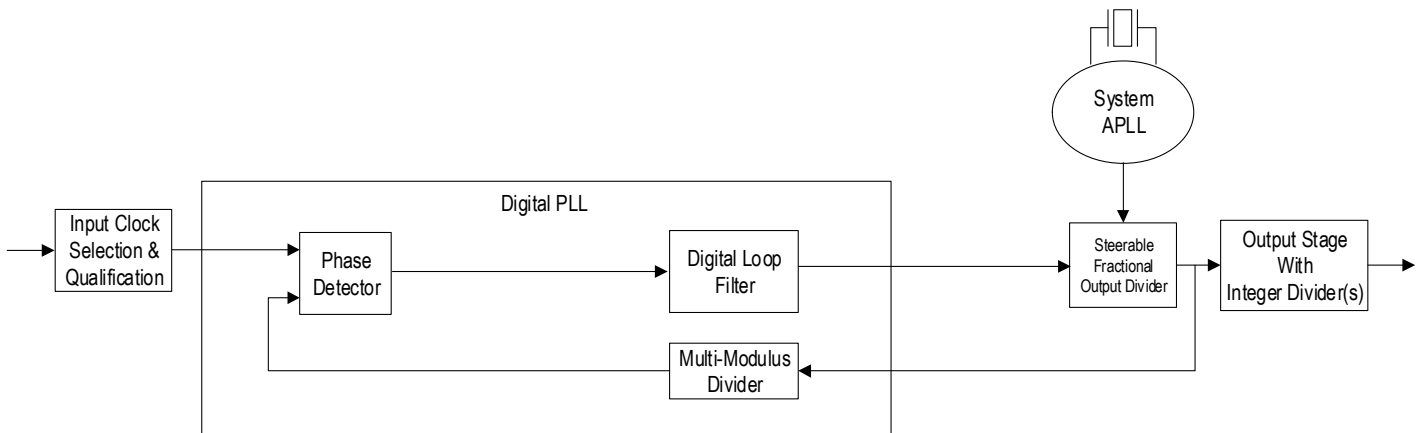 System
APLL
Digital PLL
Input Clock
Selection &
Qualification
Phase
Detector
Digital Loop
Filter
Steerable
Fractional
Output Divider
Output Stage
With
Integer Divider(s)
Multi-Modulus
Divider